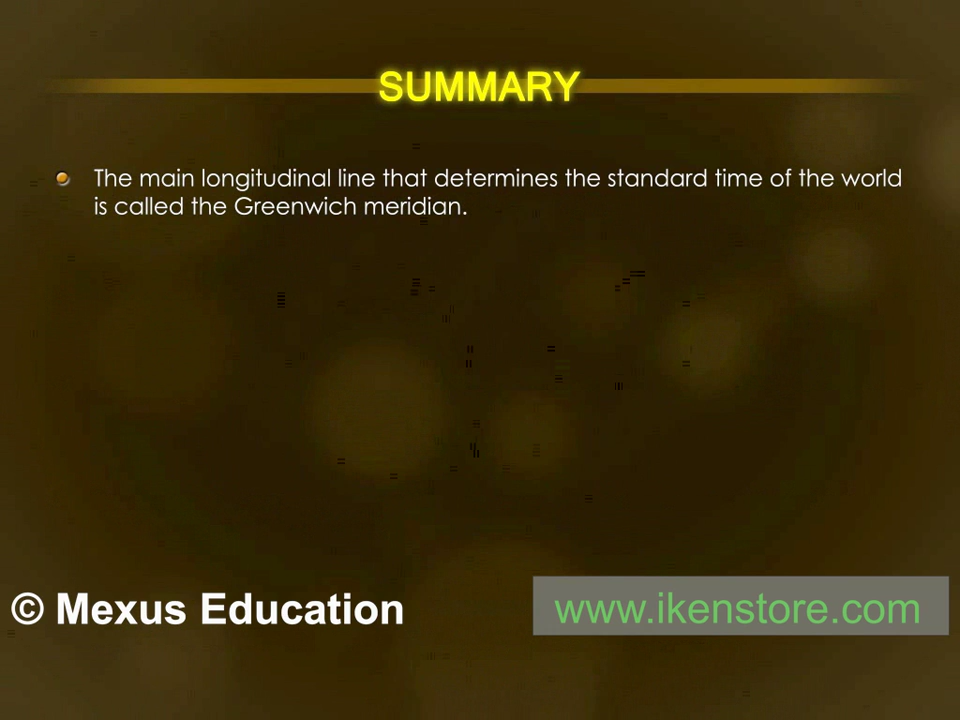 SUMMARY
The main longitudinal line that determines the standard time of the world
is called the Greenwich meridian.
© Mexus Education
www.ikenstore.com